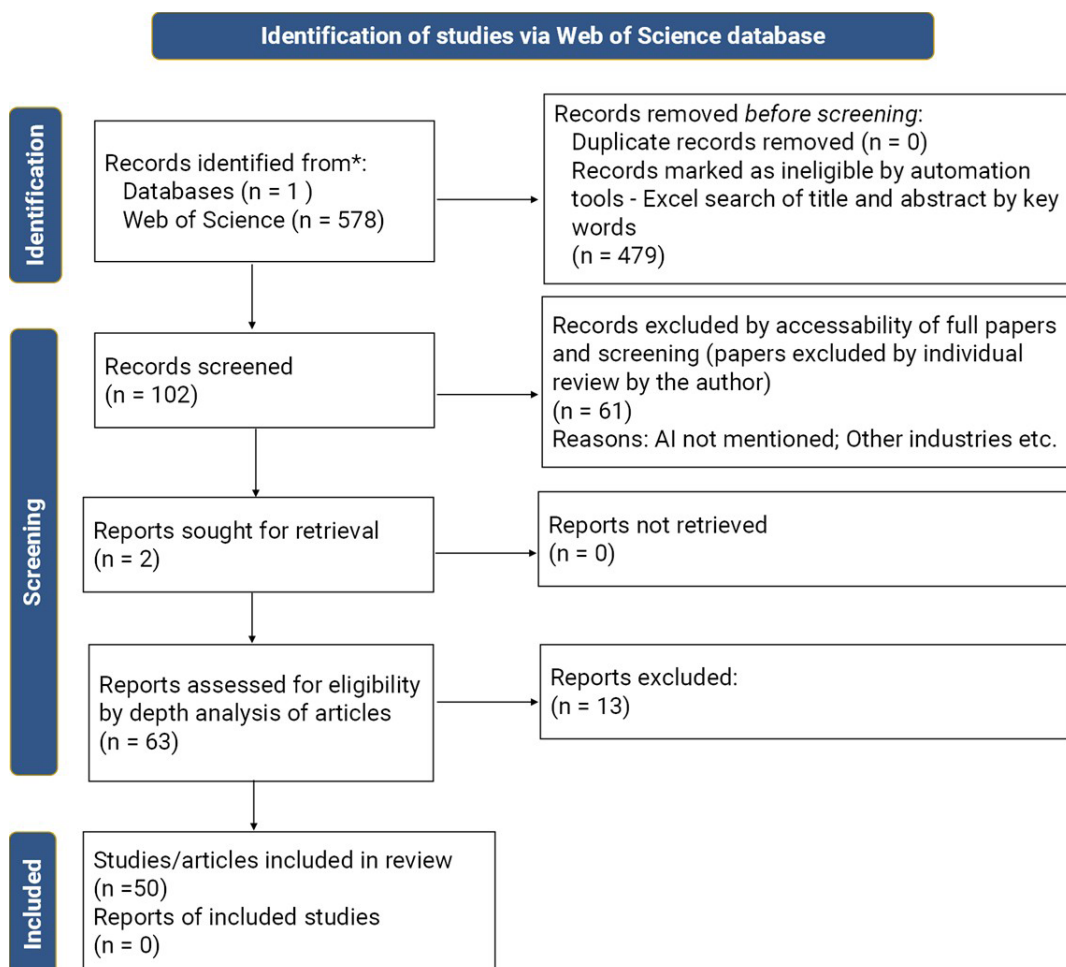 Identification of studies via Web of Science database
Identification
Records identified from*:
Databases (n = 1 )
Web of Science (n = 578)
Records removed before screening:
Duplicate records removed (n = 0)
Records marked as ineligible by automation
tools - Excel search of title and abstract by key
words
(n = 479)
Screening
Records screened
(n = 102)
Records excluded by accessability of full papers
and screening (papers excluded by individual
review by the author)
(n = 61)
Reasons: AI not mentioned; Other industries etc.
Reports sought for retrieval
(n = 2)
Reports not retrieved
(n = 0)
Reports assessed for eligibility
by depth analysis of articles
(n = 63)
Reports excluded:
(n = 13)
Included
Studies/articles included in review
(n =50)
Reports of included studies
(n = 0)